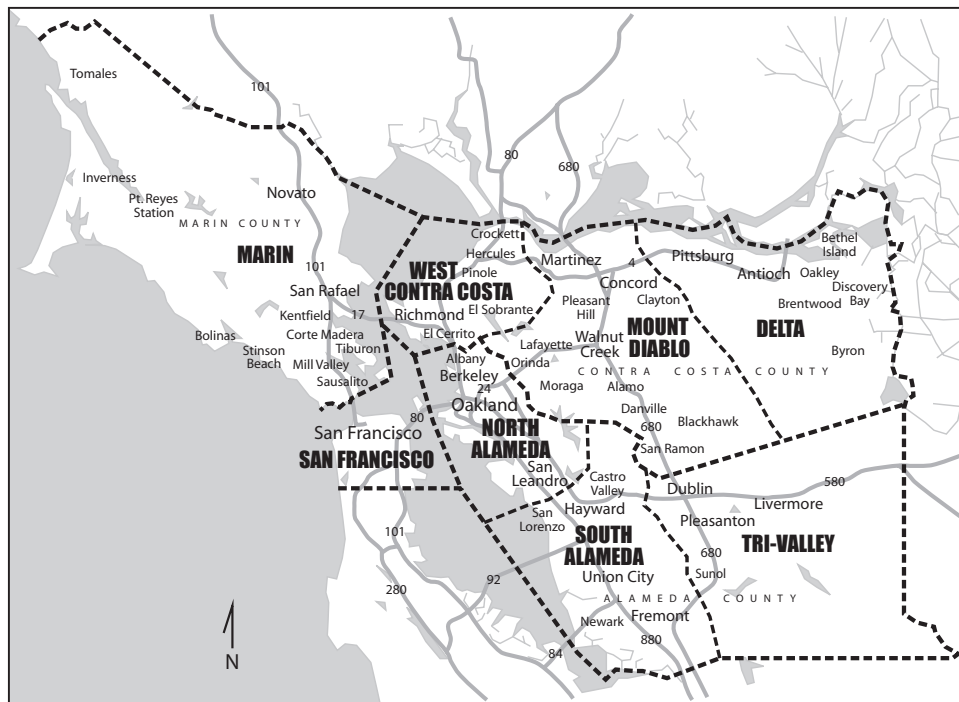 Tomales
101
80
680
Inverness
Pt. Reyes
Station
Novato
MARIN COUNTY
MARIN
101
San Rafael
Kentfield
17
Corte Madera
Tiburon
Bolinas
Stinson
Beach
Mill Valley
Sausalito
Crockett
Hercules
Pinole
WEST
CONTRA COSTA
Richmond
El Sobrante
El Cerrito
Martinez
4
Concord
Clayton
Pleasant
Hill
Walnut
Creek
MOUNT
DIABLO
Lafayette
Orinda
Moraga
CONTRA COSTA COUNTY
Alamo
Danville
Blackhawk
680
San Ramon
Pittsburg
Antioch
Bethel
Island
Oakley
Discovery
Bay
Brentwood
DELTA
Byron
Albany
Berkeley
24
Oakland
80
NORTH
ALAMEDA
San
Leandro
San Francisco
SAN FRANCISCO
Castro
Valley
Hayward
San
Lorenzo
SOUTH
ALAMEDA
Union City
Dublin
580
Livermore
Pleasanton
TRI-VALLEY
680
Sunol
ALAMEDA COUNTY
Newark
Fremont
880
84
92
101
280
N